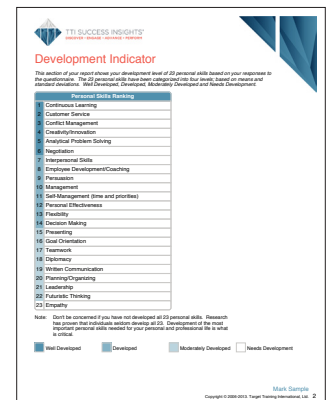 TTI SUCCESS INSIGHTS®
DISCOVER • ENGAGE • ADVANCE • PERFORM
Development Indicator
This section of your report shows your development level of 23 personal skills based on your responses to
the questionnaire. The 23 personal skills have been categorized into four levels; based on means and
standard deviations. Well Developed, Developed, Moderately Developed and Needs Development.
Personal Skills Ranking
1 Continuous Learning
2 Customer Service
3 Conflict Management
4 Creativity/Innovation
5 Analytical Problem Solving
6 Negotiation
7 Interpersonal Skills
8 Employee Development/Coaching
9 Persuasion
10 Management
11 Self-Management (time and priorities)
12 Personal Effectiveness
13 Flexibility
14 Decision Making
15 Presenting
16 Goal Orientation
17 Teamwork
18 Diplomacy
19 Written Communication
20 Planning/Organizing
21 Leadership
22 Futuristic Thinking
23 Empathy
Note: Don't be concerned if you have not developed all 23 personal skills. Research
has proven that individuals seldom develop all 23. Development of the most
important personal skills needed for your personal and professional life is what
is critical.
Well Developed Developed Moderately Developed Needs Development
Mark Sample
Copyright © 2006-2013. Target Training International, Ltd. 2